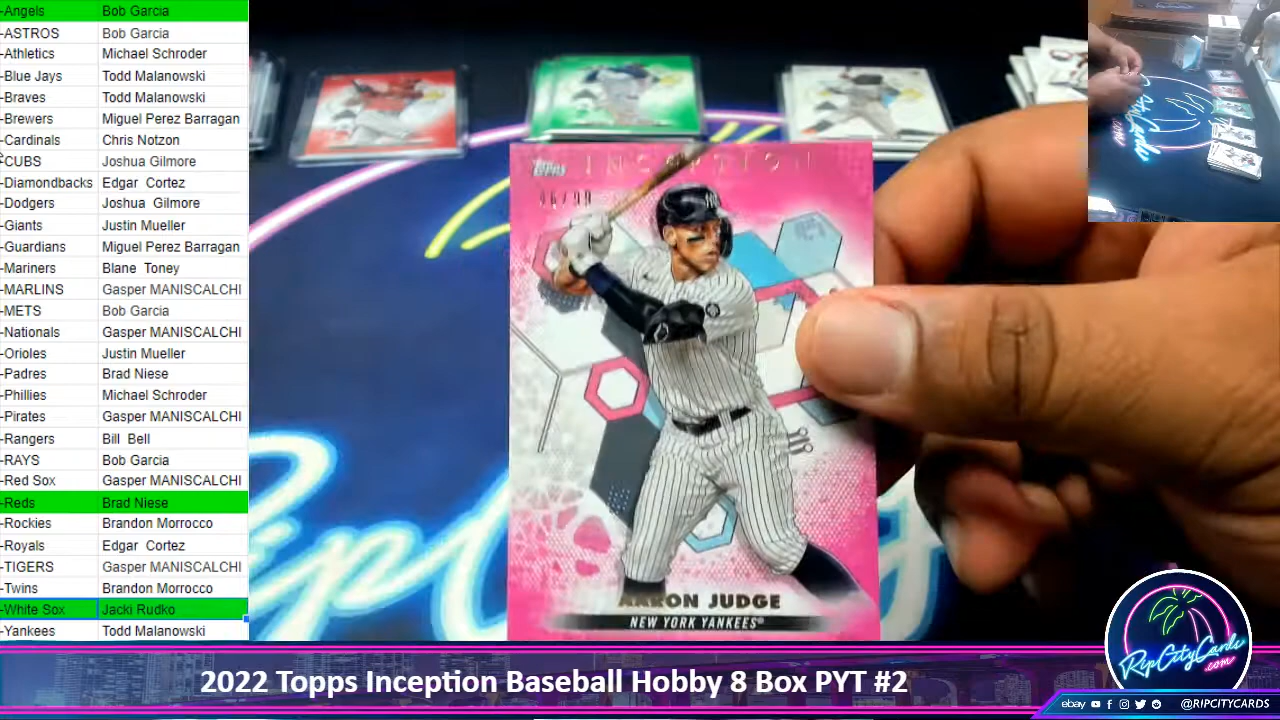 -Angels Bob Garcia
-ASTROS Bob Garcia
-Athletics Michael Schroder
-Blue Jays Todd Malanowski
-Braves Todd Malanowski
-Brewers Miguel Perez Barragan
-Cardinals Chris Notzon
CUBS Joshua Gilmore
-Diamondbacks Edgar Cortez
-Dodgers Joshua Gilmore
-Giants Justin Mueller
-Guardians Miguel Perez Barragan
-Mariners Blane Toney
-MARLINS Gasper MANISCALCHI
-METS Bob Garcia
-Nationals Gasper MANISCALCHI
-Orioles Justin Mueller
-Padres Brad Niese
-Phillies Michael Schroder
-Pirates Gasper MANISCALCHI
-Rangers Bill Bell
-RAYS Bob Garcia
-Red Sox Gasper MANISCALCHI
-Reds Brad Niese
-Rockies Brandon Morrocco
-Royals Edgar Cortez
-TIGERS Gasper MANISCALCHI
-Twins Brandon Morrocco
-White Sox Jacki Rudko
-Yankees Todd Malanowski
Topps INCEPTION
AARON JUDGE
NEW YORK YANKEES®
2022 Topps Inception Baseball Hobby 8 Box PYT #2
RipCityCards
.com
ebay @RIPCITYCARDS